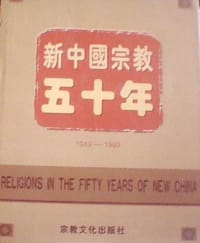 新中國宗教
五十年
1949—1999
RELIGIONS IN THE FIFTY YEARS OF NEW CHINA
宗教文化出版社